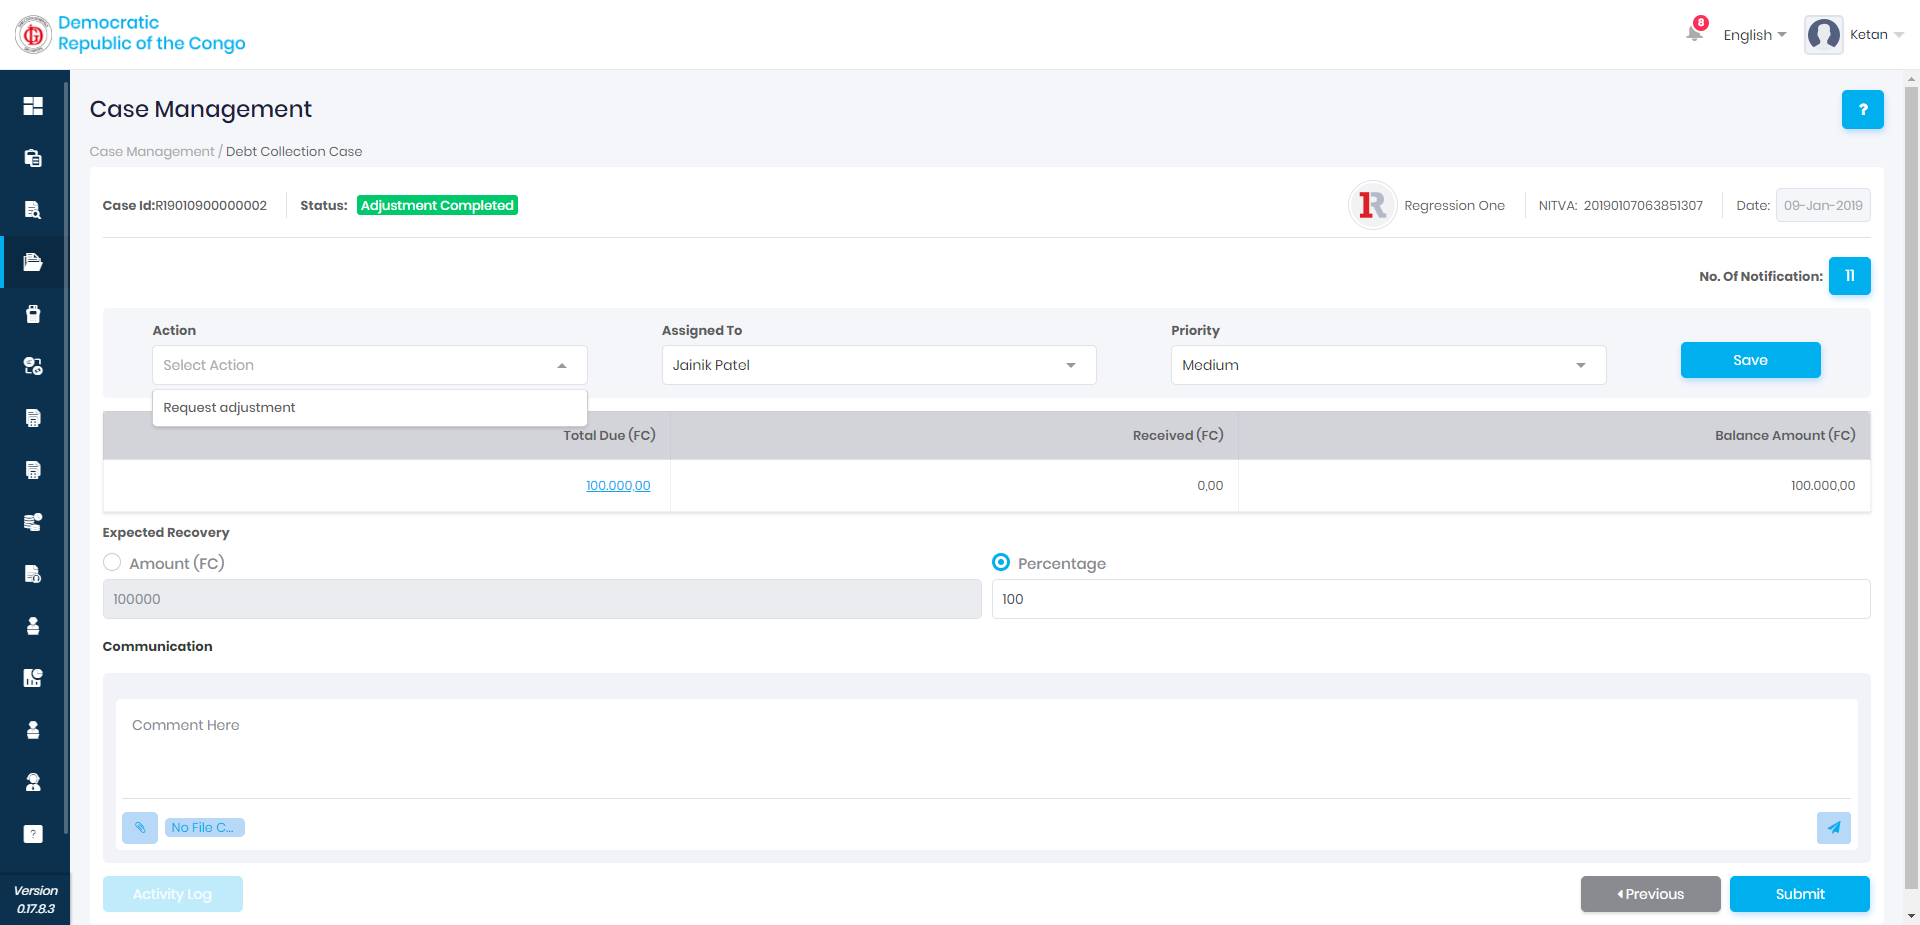 Democratic
Republic of the Congo
8
English
Ketan
Case Management
?
Case Management / Debt Collection Case
Case Id:R19010900000002
Status: Adjustment Completed
1R
Regression One
NITVA: 20190107063851307
Date: 09-Jan-2019
No. Of Notification: 11
Action
Assigned To
Priority
Select Action
Jainik Patel
Medium
Save
Request adjustment
Total Due (FC)
Received (FC)
Balance Amount (FC)
100.000,00
0,00
100.000,00
Expected Recovery
Amount (FC)
Percentage
100000
100
Communication
Comment Here
No File C...
?
Activity Log
Previous
Submit
Version
0.17.8.3